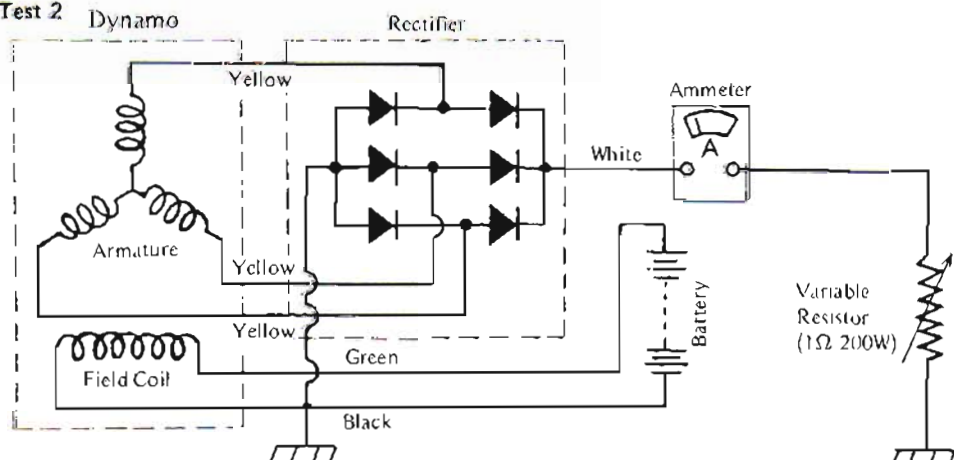 Test 2
Dynamo
Rectifier
Yellow
Ammeter
A
White
Armature
Yellow
Yellow
Battery
Variable
Resistor
(1Ω 200W)
Green
Field Coil
Black